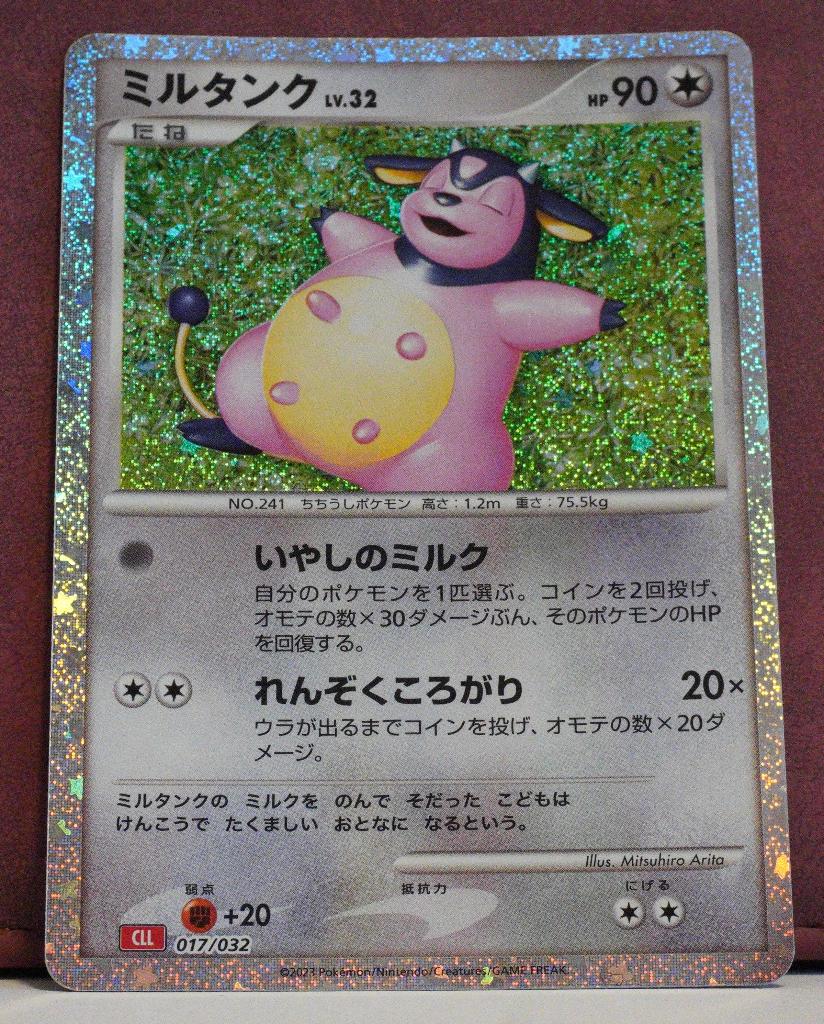 ミルタンク LV.32 HP 90
たね
NO.241 ちちうしポケモン 高さ:1.2m 重さ:75.5kg
いやしのミルク
自分のポケモンを1匹選ぶ。コインを2回投げ、
オモテの数×30ダメージぶん、そのポケモンのHP
を回復する。
れんぞくころがり 20×
ウラが出るまでコインを投げ、オモテの数×20ダ
メージ。
ミルタンクの ミルクを のんで そだった こどもは
けんこうで たくましい おとなに なるという。
Illus. Mitsuhiro Arita
弱点 抵抗力 にげる
+20
CLL 017/032
©2023 Pokémon/Nintendo/Creatures/GAME FREAK.